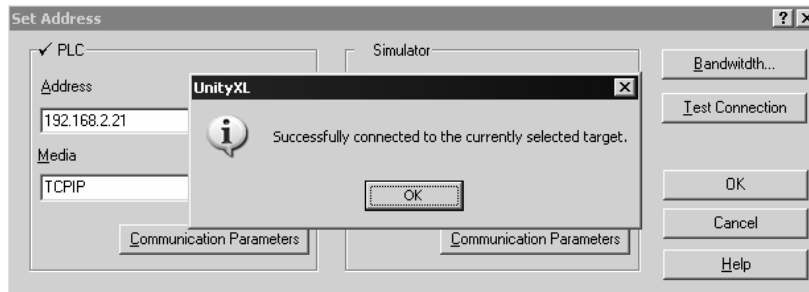 Set Address
PLC
Simulator
Bandwitdth...
Address
UnityXL
192.168.2.21
Test Connection
Successfully connected to the currently selected target.
Media
TCPIP
OK
OK
Cancel
Communication Parameters
Communication Parameters
Help